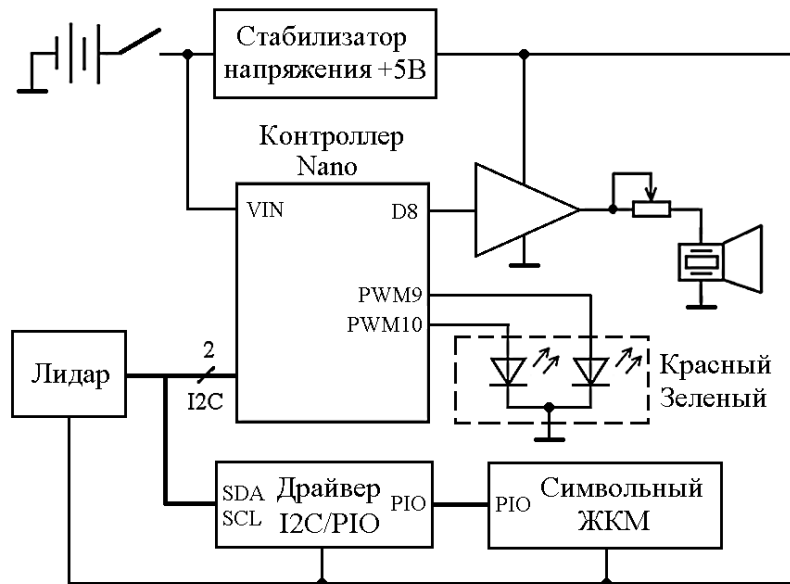 Стабилизатор
напряжения +5В
Контроллер
Nano
VIN
D8
PWM9
PWM10
2
I2C
Лидар
Красный
Зеленый
SDA
SCL
Драйвер
I2C/PIO
PIO
PIO
Символьный
ЖКМ